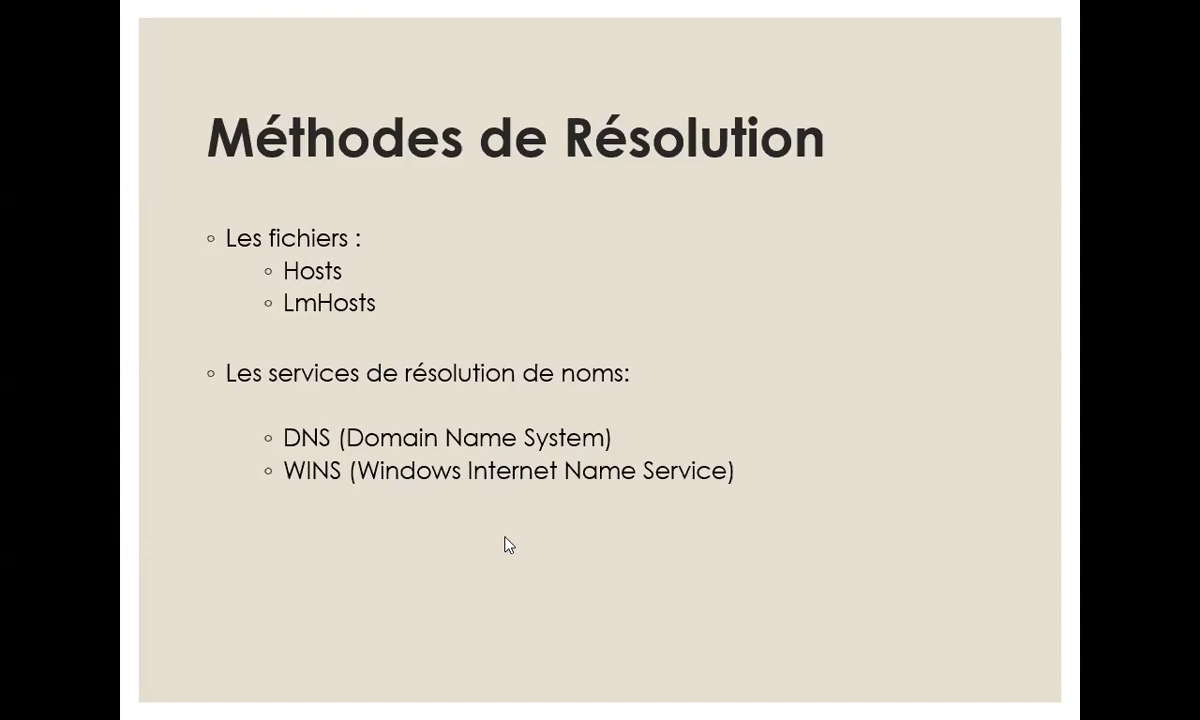 Méthodes de Résolution
◦ Les fichiers :
◦ Hosts
◦ LmHosts
◦ Les services de résolution de noms:
◦ DNS (Domain Name System)
◦ WINS (Windows Internet Name Service)